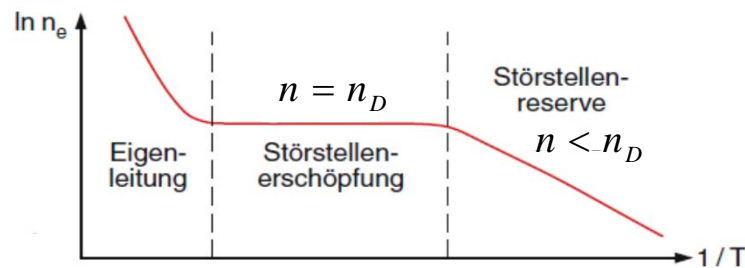 ln nₑ
n = n_D
Störstellen-
reserve
n < n_D
Eigen-
leitung
Störstellen-
erschöpfung
1 / T